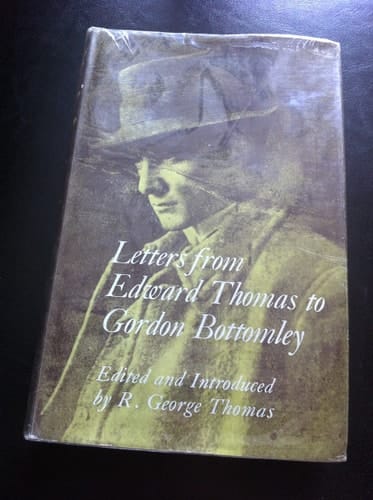 Letters from
Edward Thomas to
Gordon Bottomley
Edited and Introduced
by R. George Thomas